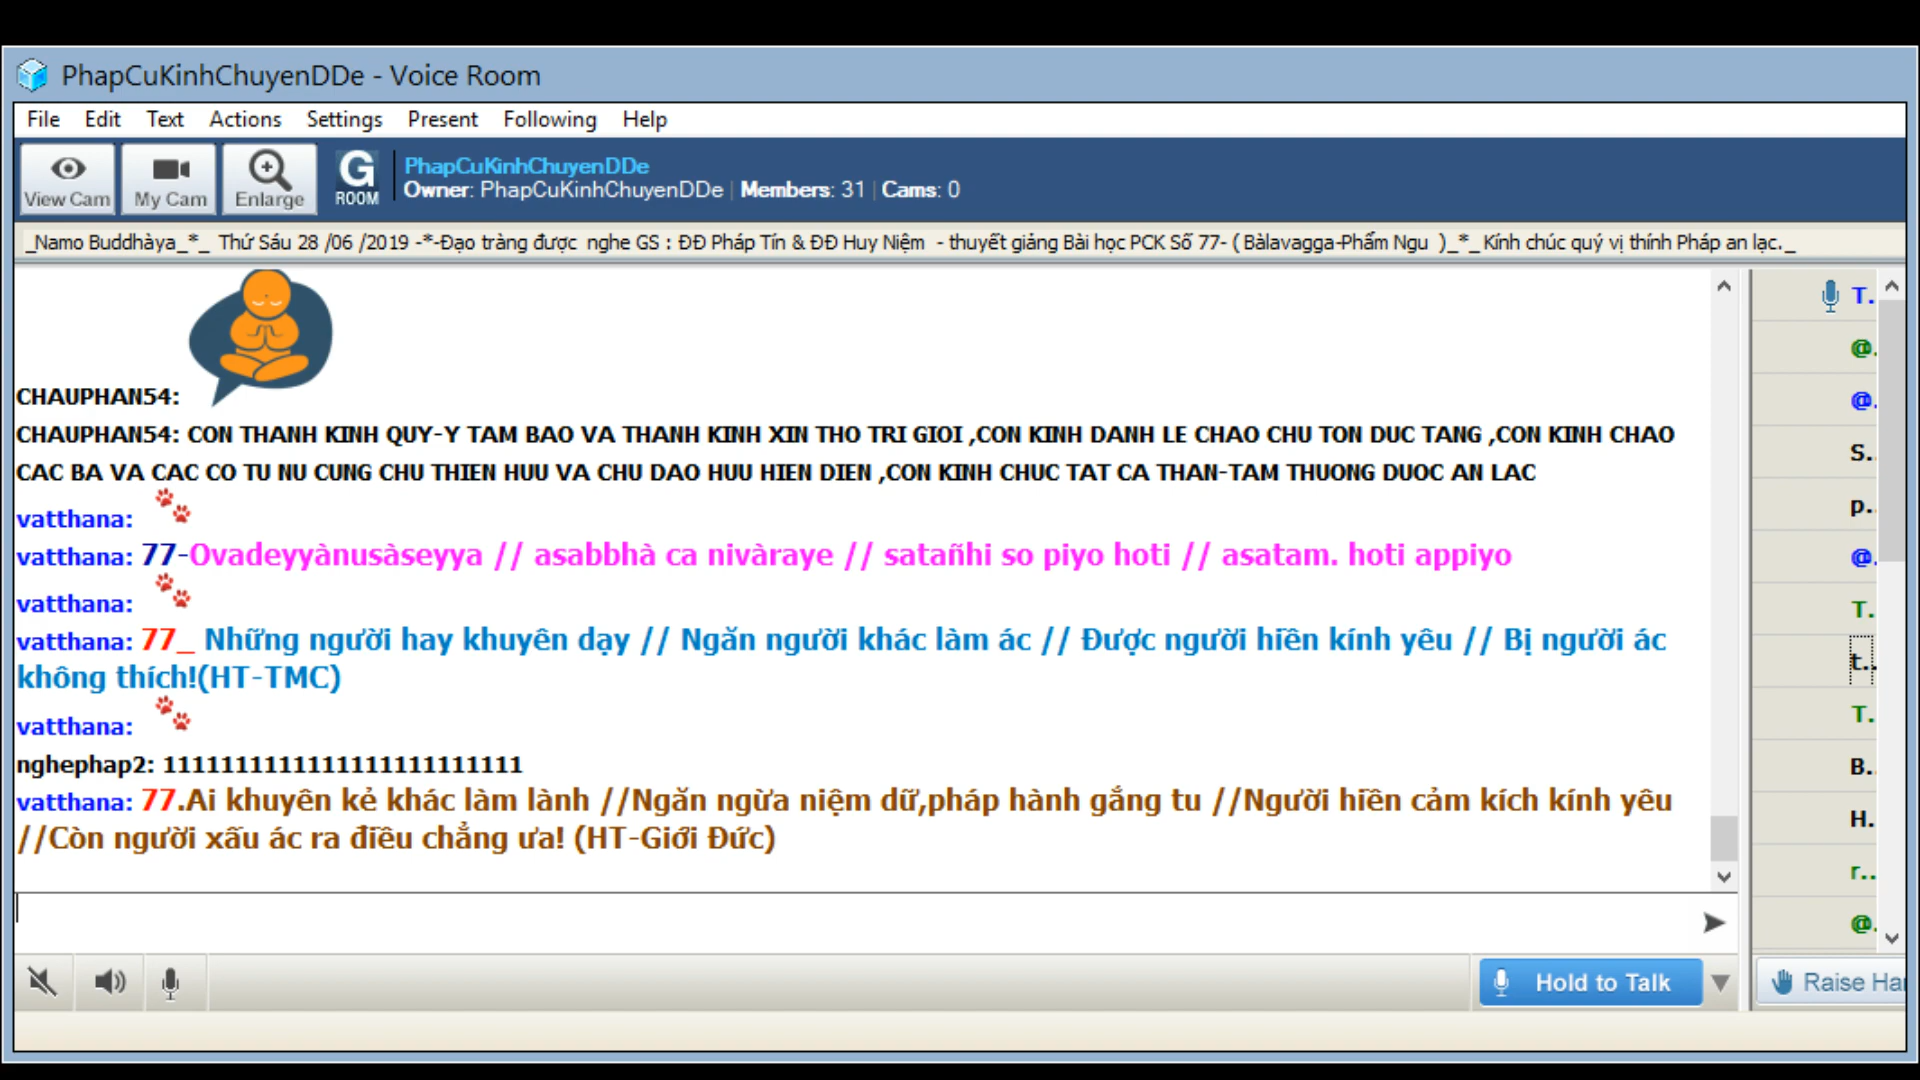 PhapCuKinhChuyenDDe - Voice Room
File Edit Text Actions Settings Present Following Help
View Cam My Cam Enlarge G ROOM
PhapCuKinhChuyenDDe
Owner: PhapCuKinhChuyenDDe | Members: 31 | Cams: 0
_Namo Buddhàya_*_ Thứ Sáu 28 /06 /2019 -*-Đạo tràng được nghe GS : ĐĐ Pháp Tín & ĐĐ Huy Niệm - thuyết giảng Bài học PCK Số 77- ( Bàlavagga-Phẩm Ngu )_*_ Kính chúc quý vị thính Pháp an lạc._
CHAUPHAN54:
CHAUPHAN54: CON THANH KINH QUY-Y TAM BAO VA THANH KINH XIN THO TRI GIOI ,CON KINH DANH LE CHAO CHU TON DUC TANG ,CON KINH CHAO
CAC BA VA CAC CO TU NU CUNG CHU THIEN HUU VA CHU DAO HUU HIEN DIEN ,CON KINH CHUC TAT CA THAN-TAM THUONG DUOC AN LAC
vatthana:
vatthana: 77-Ovadeyyànusàseyya // asabbhà ca nivàraye // satañhi so piyo hoti // asatam. hoti appiyo
vatthana:
vatthana: 77_ Những người hay khuyên dạy // Ngăn người khác làm ác // Được người hiền kính yêu // Bị người ác
không thích!(HT-TMC)
vatthana:
nghephap2: 1111111111111111111111111
vatthana: 77.Ai khuyên kẻ khác làm lành //Ngăn ngừa niệm dữ,pháp hành gắng tu //Người hiền cảm kích kính yêu
//Còn người xấu ác ra điều chẳng ưa! (HT-Giới Đức)
T.
@.
@.
S..
p..
@.
T.
t..
T.
B..
H.
r..
@.
Hold to Talk
Raise Ha